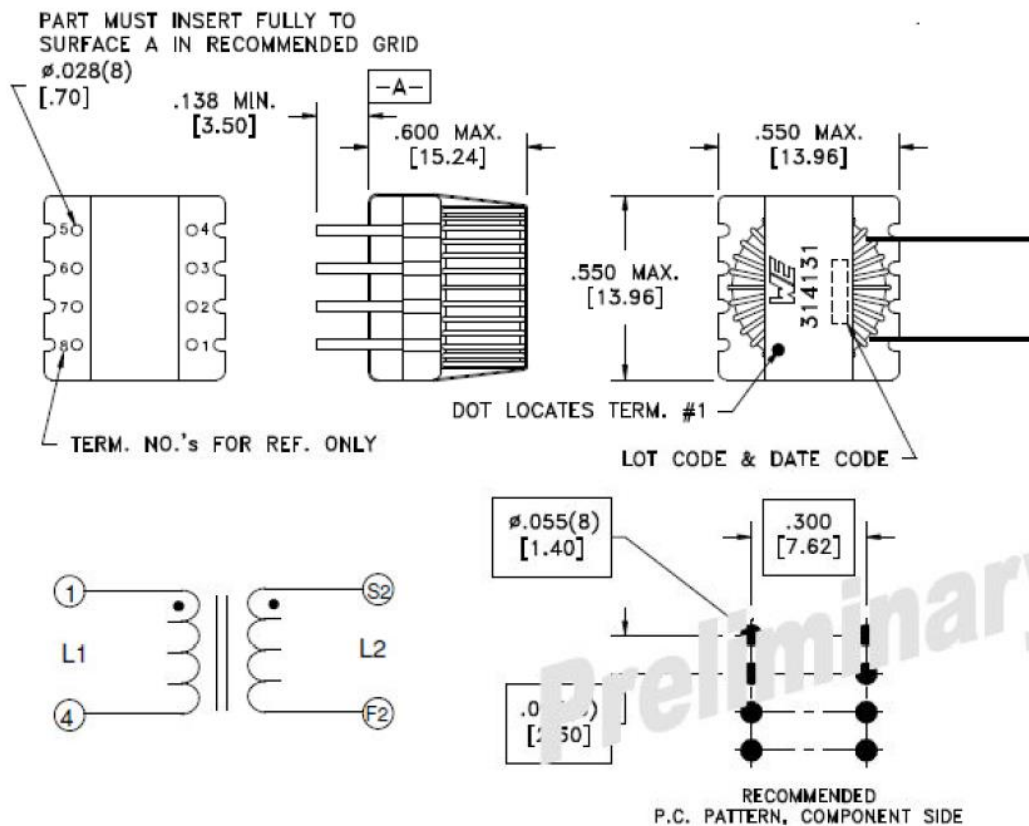 PART MUST INSERT FULLY TO
SURFACE A IN RECOMMENDED GRID
ø.028(8)
[.70]
.138 MIN.
[3.50]
-A-
.600 MAX.
[15.24]
.550 MAX.
[13.96]
5
6
7
8
4
3
2
1
.550 MAX.
[13.96]
WE
314131
DOT LOCATES TERM. #1
TERM. NO.'s FOR REF. ONLY
LOT CODE & DATE CODE
1
4
L1
S2
F2
L2
ø.055(8)
[1.40]
.300
[7.62]
Preliminary
RECOMMENDED
P.C. PATTERN, COMPONENT SIDE